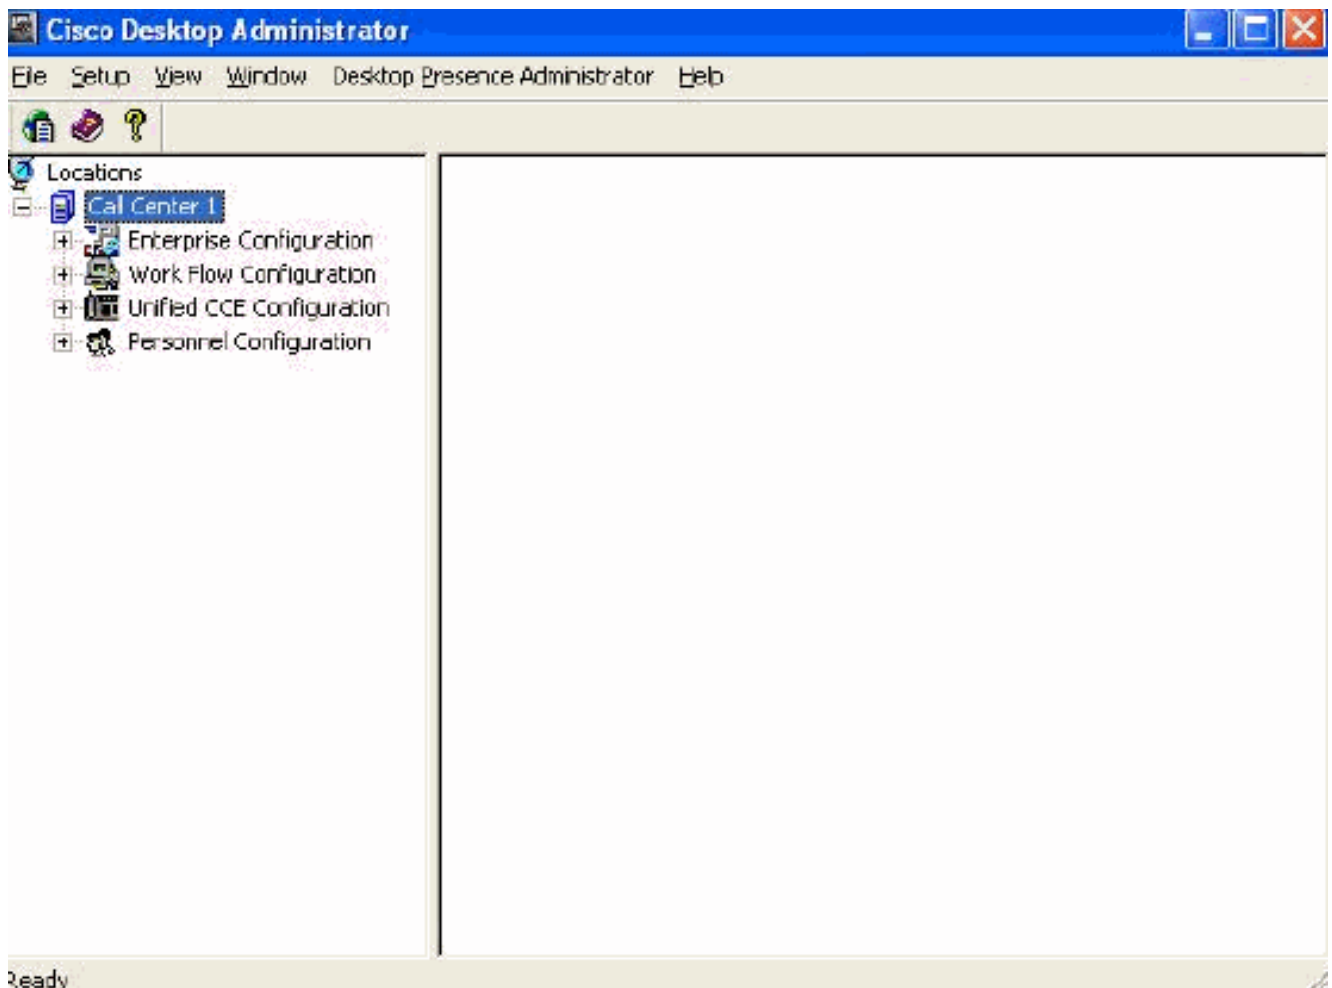 Cisco Desktop Administrator
File Setup View Window Desktop Presence Administrator Help
Locations
Call Center 1
Enterprise Configuration
Work Flow Configuration
Unified CCE Configuration
Personnel Configuration
Ready